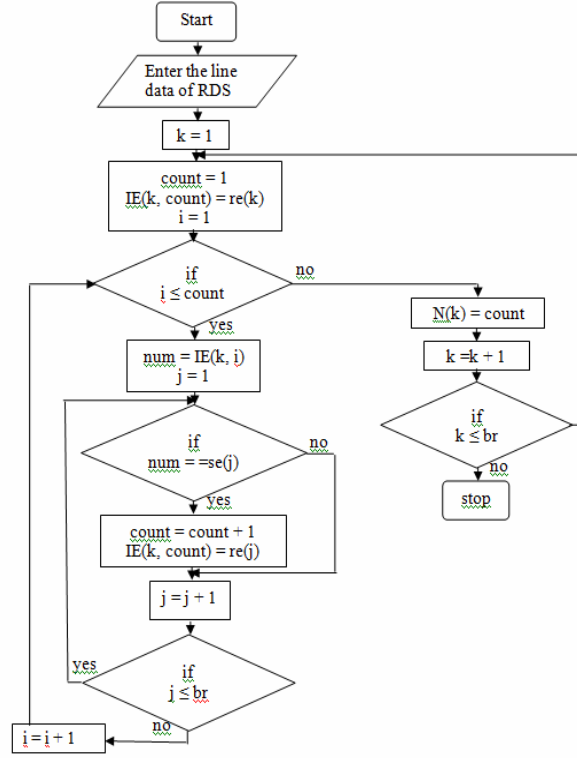 Start
Enter the line
data of RDS
k = 1
count = 1
IE(k, count) = re(k)
i = 1
if
i ≤ count
no
yes
num = IE(k, i)
j = 1
if
num = =se(j)
no
yes
count = count + 1
IE(k, count) = re(j)
j = j + 1
if
j ≤ br
yes
no
i = i + 1
N(k) = count
k =k + 1
if
k ≤ br
no
stop